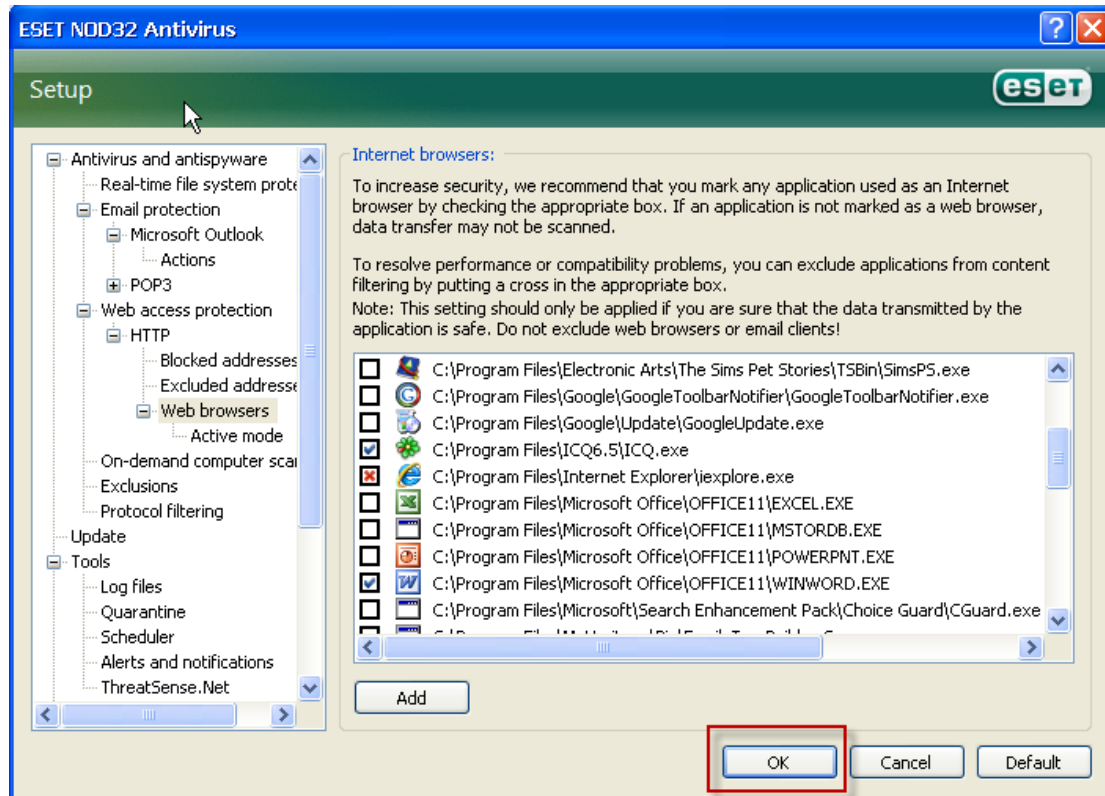 ESET NOD32 Antivirus
Setup
eset
Antivirus and antispyware
Real-time file system prote
Email protection
Microsoft Outlook
Actions
POP3
Web access protection
HTTP
Blocked addresses
Excluded addresse
Web browsers
Active mode
On-demand computer scar
Exclusions
Protocol filtering
Update
Tools
Log files
Quarantine
Scheduler
Alerts and notifications
ThreatSense.Net
Internet browsers:
To increase security, we recommend that you mark any application used as an Internet
browser by checking the appropriate box. If an application is not marked as a web browser,
data transfer may not be scanned.
To resolve performance or compatibility problems, you can exclude applications from content
filtering by putting a cross in the appropriate box.
Note: This setting should only be applied if you are sure that the data transmitted by the
application is safe. Do not exclude web browsers or email clients!
C:\Program Files\Electronic Arts\The Sims Pet Stories\TSBin\SimsPS.exe
C:\Program Files\Google\GoogleToolbarNotifier\GoogleToolbarNotifier.exe
C:\Program Files\Google\Update\GoogleUpdate.exe
C:\Program Files\ICQ6.5\ICQ.exe
C:\Program Files\Internet Explorer\iexplore.exe
C:\Program Files\Microsoft Office\OFFICE11\EXCEL.EXE
C:\Program Files\Microsoft Office\OFFICE11\MSTORDB.EXE
C:\Program Files\Microsoft Office\OFFICE11\POWERPNT.EXE
C:\Program Files\Microsoft Office\OFFICE11\WINWORD.EXE
C:\Program Files\Microsoft\Search Enhancement Pack\Choice Guard\CGuard.exe
Add
OK
Cancel
Default